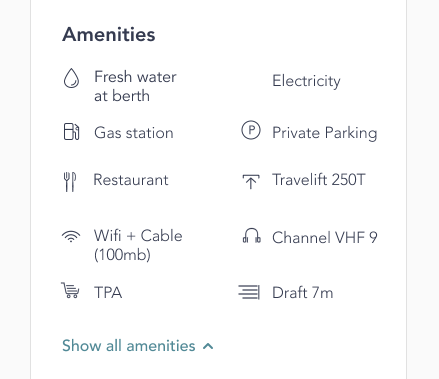 Amenities
Fresh water
at berth
Electricity
Gas station
P Private Parking
Restaurant
Travelift 250T
Wifi + Cable
(100mb)
Channel VHF 9
TPA
Draft 7m
Show all amenities